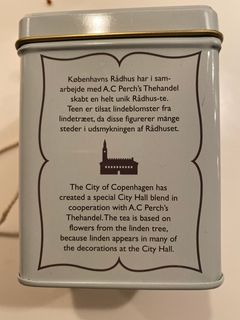 Københavns Rådhus har i sam-
arbejde med A.C Perch's Thehandel
skabt en helt unik Rådhus-te.
Teen er tilsat lindeblomster fra
lindetræet, da disse figurerer mange
steder i udsmykningen af Rådhuset.
The City of Copenhagen has
created a special City Hall blend in
cooperation with A.C Perch's
Thehandel. The tea is based on
flowers from the linden tree,
because linden appears in many of
the decorations at the City Hall.